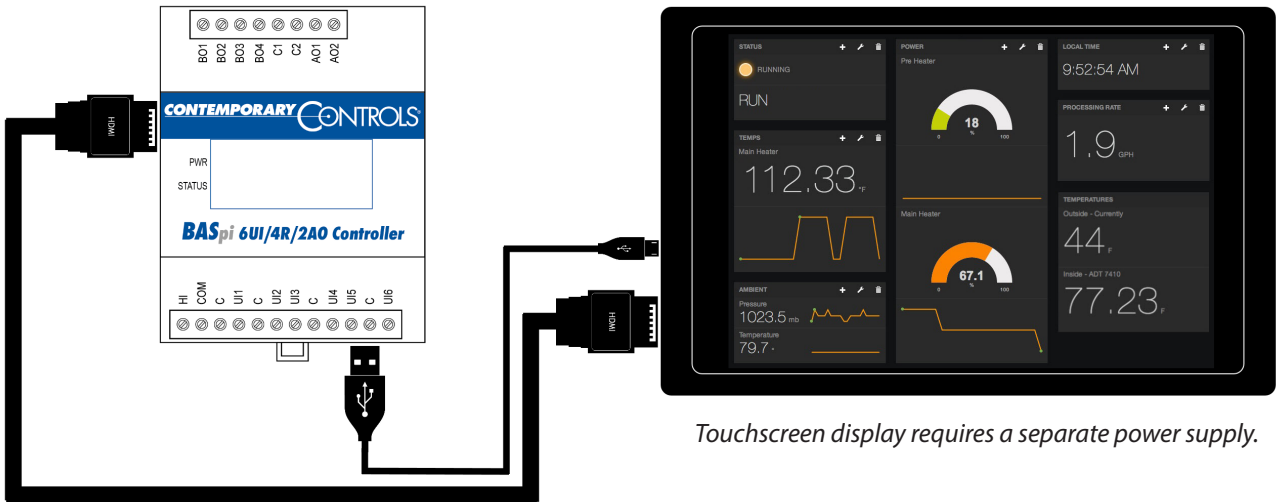 BO1
BO2
BO3
BO4
C1
C2
AO1
AO2
HDMI
CONTEMPORARY CONTROLS
PWR
STATUS
BASpi 6UI/4R/2AO Controller
HI
COM
C
UI1
C
UI2
UI3
C
UI4
UI5
C
UI6
HDMI
STATUS
RUNNING
RUN
TEMPS
Main Heater
112.33 °F
AMBIENT
Pressure
1023.5 mb
Temperature
79.7 °
POWER
Pre Heater
18
%
0 100
Main Heater
67.1
%
0 100
LOCAL TIME
9:52:54 AM
PROCESSING RATE
1.9 GPH
TEMPERATURES
Outside - Currently
44 F
Inside - ADT 7410
77.23 F
Touchscreen display requires a separate power supply.